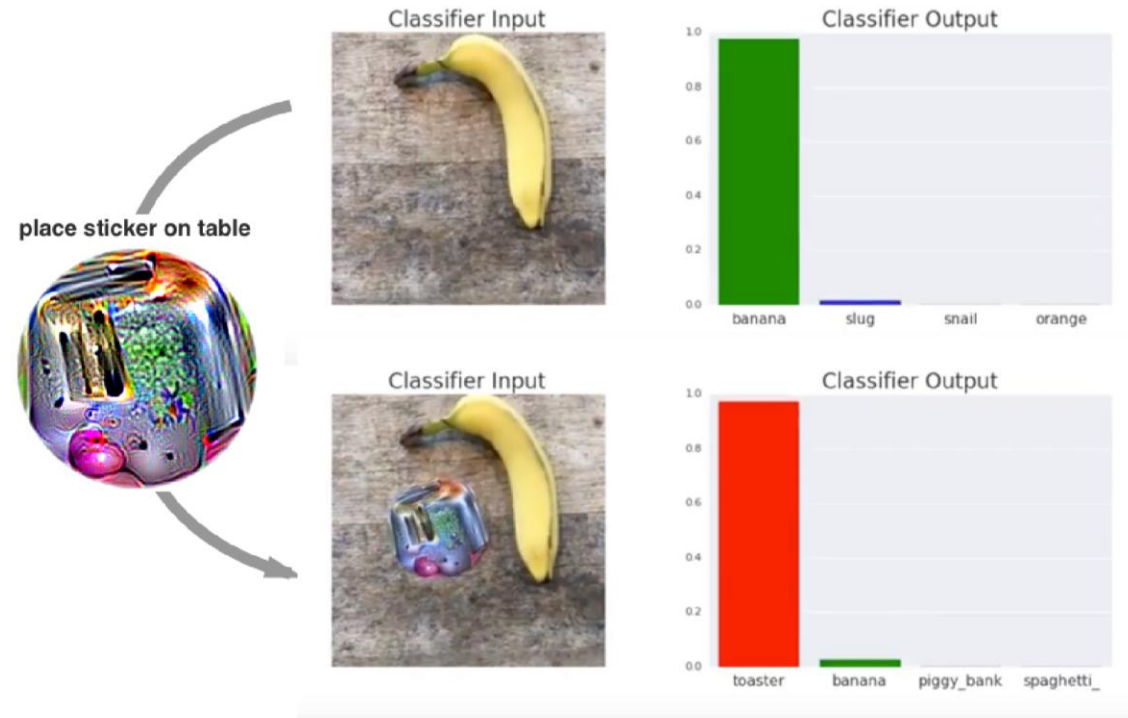 Classifier Input
Classifier Output
1.0
0.8
0.6
0.4
0.2
0.0
banana slug snail orange
place sticker on table
Classifier Input
Classifier Output
1.0
0.8
0.6
0.4
0.2
0.0
toaster banana piggy_bank spaghetti_